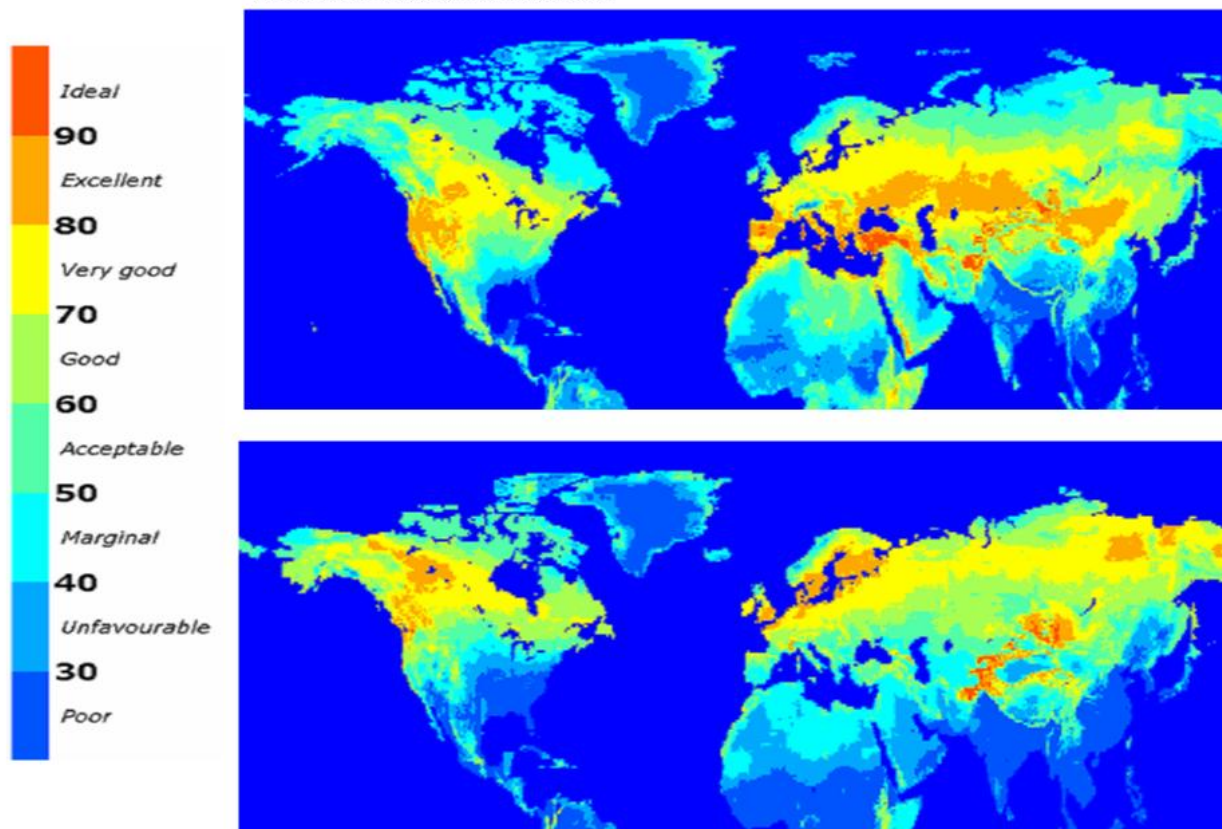 Ideal
90
Excellent
80
Very good
70
Good
60
Acceptable
50
Marginal
40
Unfavourable
30
Poor